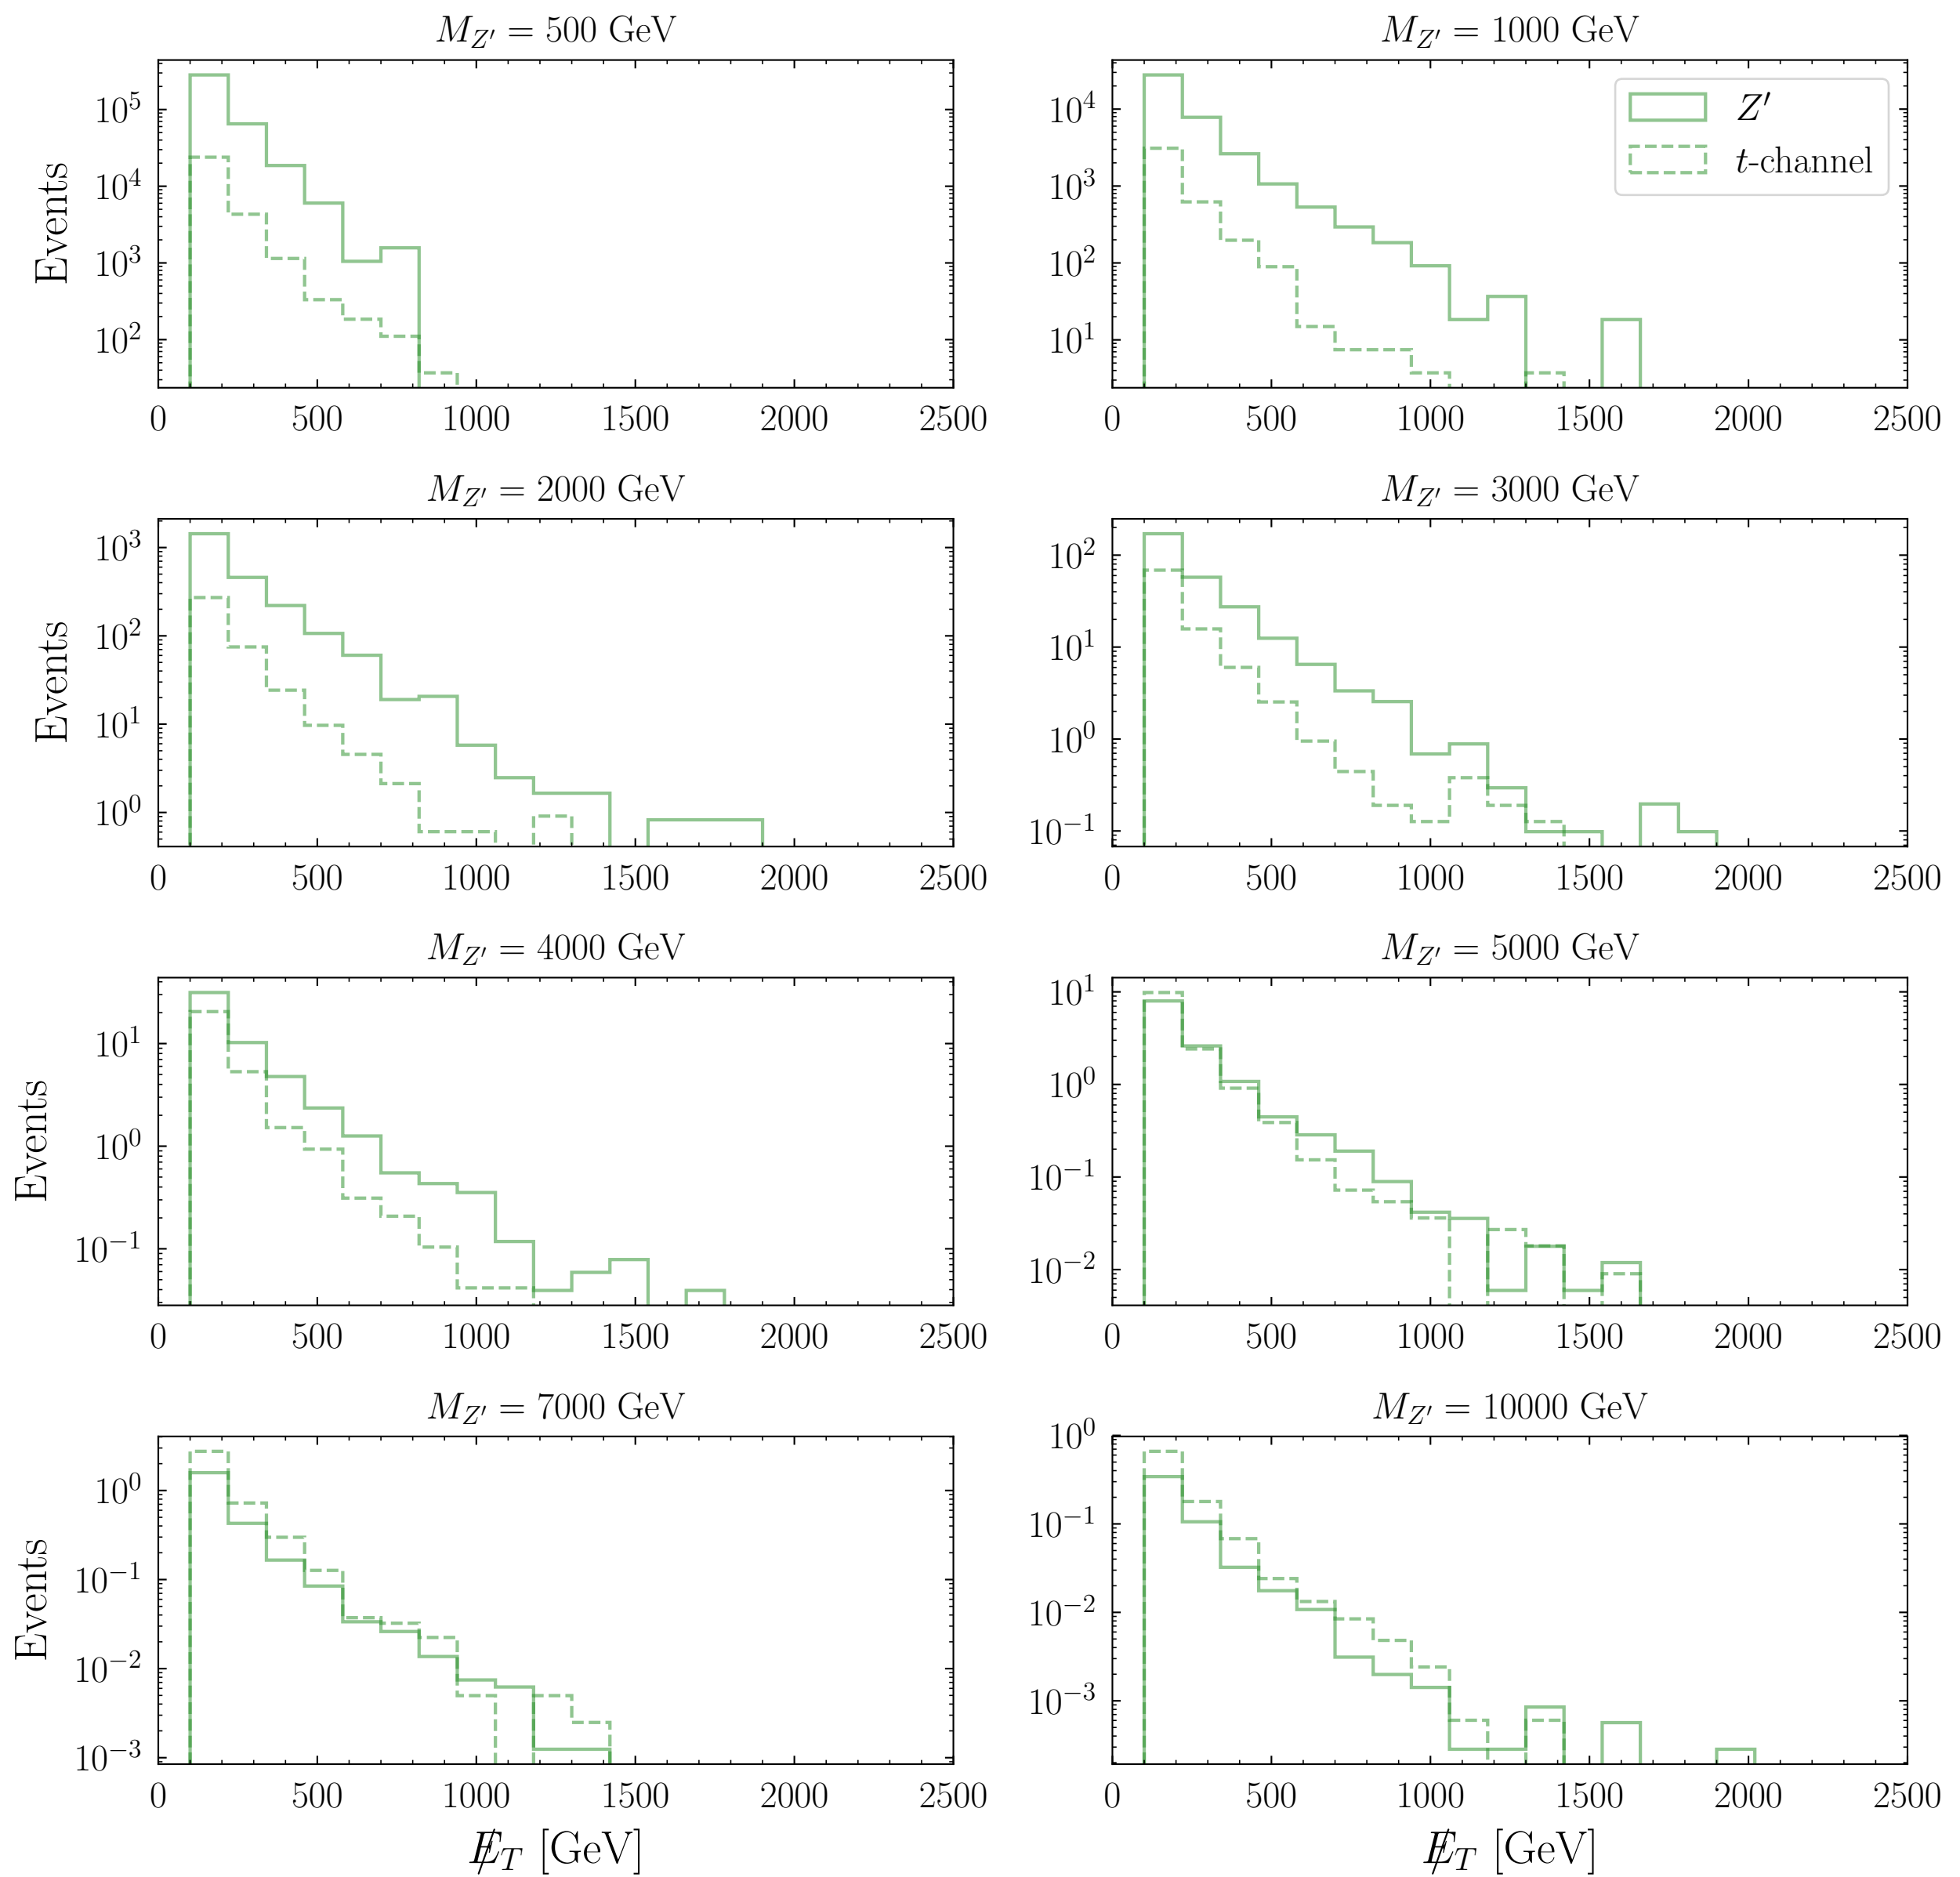 M_{Z'} = 500 GeV
10^5
10^4
10^3
10^2
Events
0 500 1000 1500 2000 2500
M_{Z'} = 1000 GeV
Z'
t-channel
10^4
10^3
10^2
10^1
0 500 1000 1500 2000 2500
M_{Z'} = 2000 GeV
10^3
10^2
10^1
10^0
Events
0 500 1000 1500 2000 2500
M_{Z'} = 3000 GeV
10^2
10^1
10^0
10^{−1}
0 500 1000 1500 2000 2500
M_{Z'} = 4000 GeV
10^1
10^0
10^{−1}
Events
0 500 1000 1500 2000 2500
M_{Z'} = 5000 GeV
10^1
10^0
10^{−1}
10^{−2}
0 500 1000 1500 2000 2500
M_{Z'} = 7000 GeV
10^0
10^{−1}
10^{−2}
10^{−3}
Events
0 500 1000 1500 2000 2500
E̸_T [GeV]
M_{Z'} = 10000 GeV
10^0
10^{−1}
10^{−2}
10^{−3}
0 500 1000 1500 2000 2500
E̸_T [GeV]